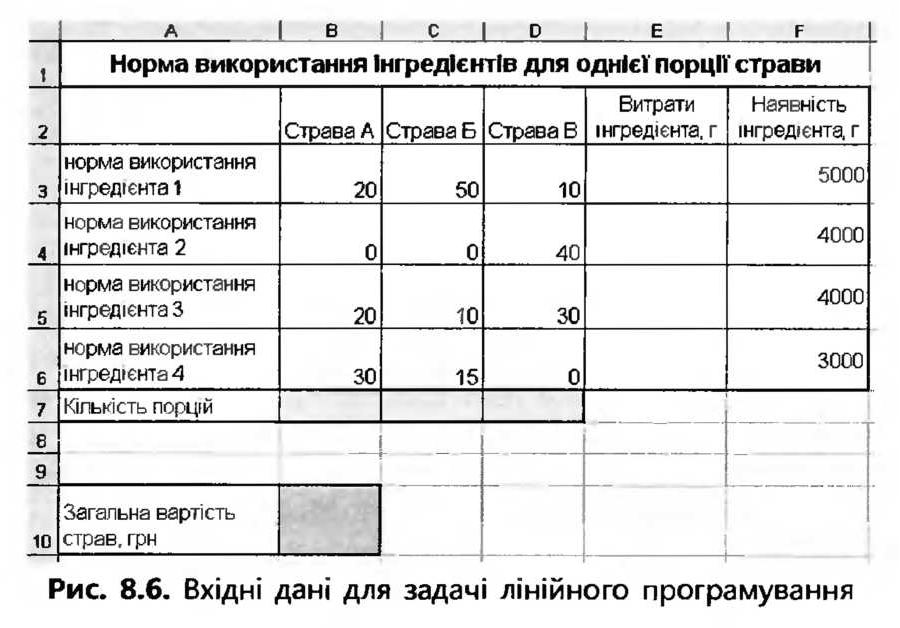 A B C D E F
1 Норма використання інгредієнтів для однієї порції страви
Витрати Наявність
2 Страва А Страва Б Страва В інгредієнта, г інгредієнта, г
норма використання
3 інгредієнта 1 20 50 10 5000
норма використання
4 інгредієнта 2 0 0 40 4000
норма використання
5 інгредієнта 3 20 10 30 4000
норма використання
6 інгредієнта 4 30 15 0 3000
7 Кількість порцій
8
9
Загальна вартість
10 страв, грн
Рис. 8.6. Вхідні дані для задачі лінійного програмування